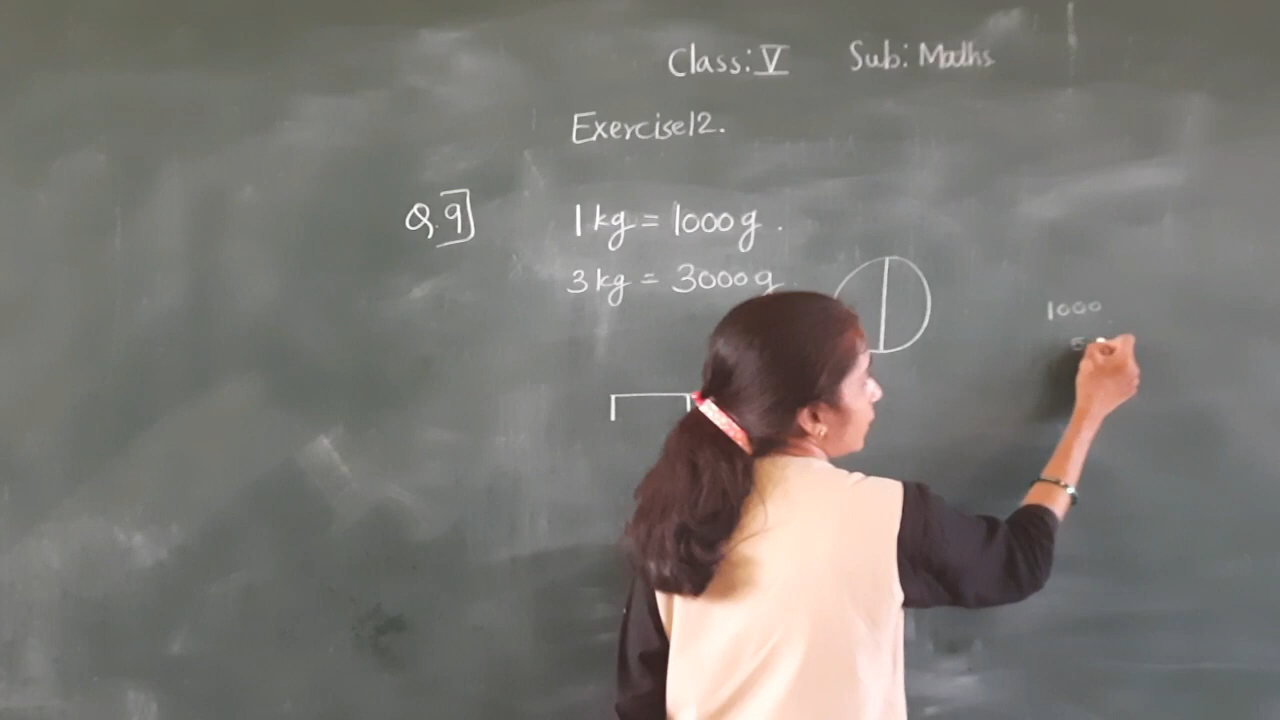 Class: V Sub: Maths
Exercise 12.
Q.9]
1 kg = 1000 g.
3 kg = 3000 g
1000